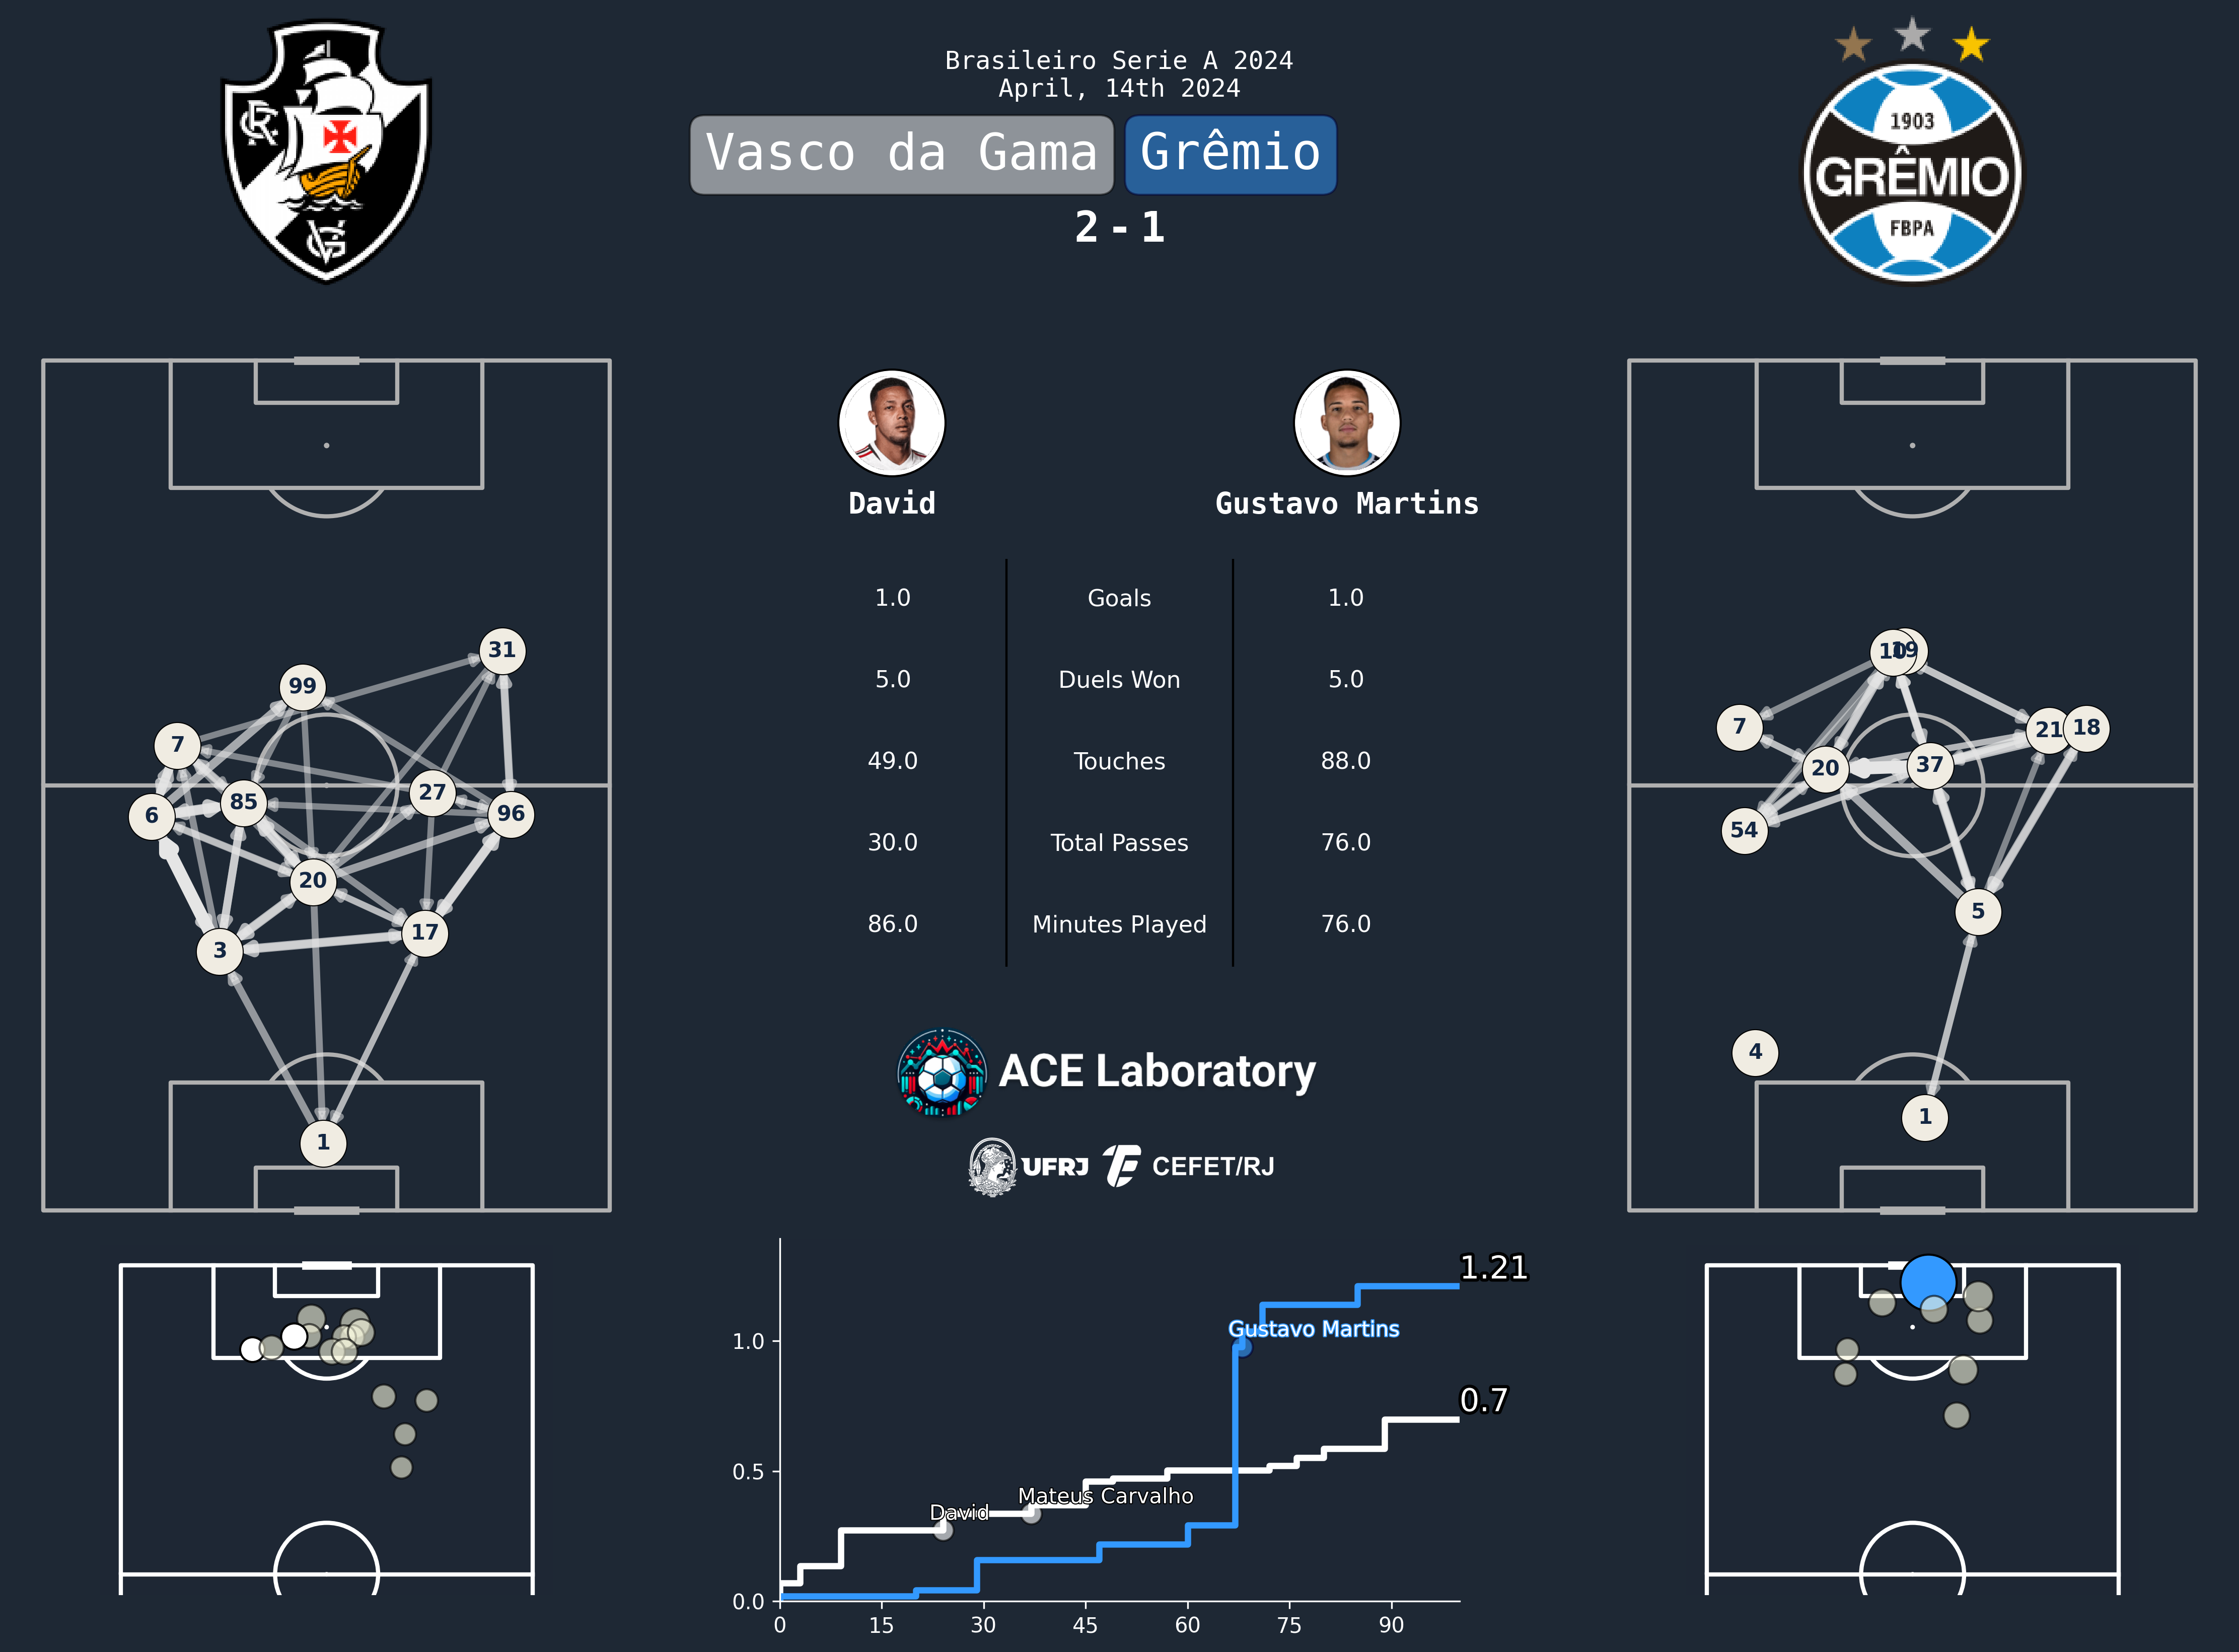 Brasileiro Serie A 2024
April, 14th 2024
Vasco da Gama Grêmio
2-1
1903
GRÊMIO
FBPA
David Gustavo Martins
1.0 Goals 1.0
5.0 Duels Won 5.0
49.0 Touches 88.0
30.0 Total Passes 76.0
86.0 Minutes Played 76.0
31
99
7
85
27
6
96
20
17
3
1
10
19
7
21
18
20
37
54
5
4
1
ACE Laboratory
UFRJ CEFET/RJ
1.21
1.0
Gustavo Martins
0.7
0.5
Mateus Carvalho
David
0.0
0 15 30 45 60 75 90